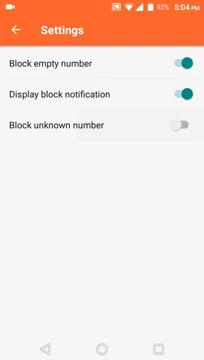 92% 5:04 PM
Settings
Block empty number
Display block notification
Block unknown number